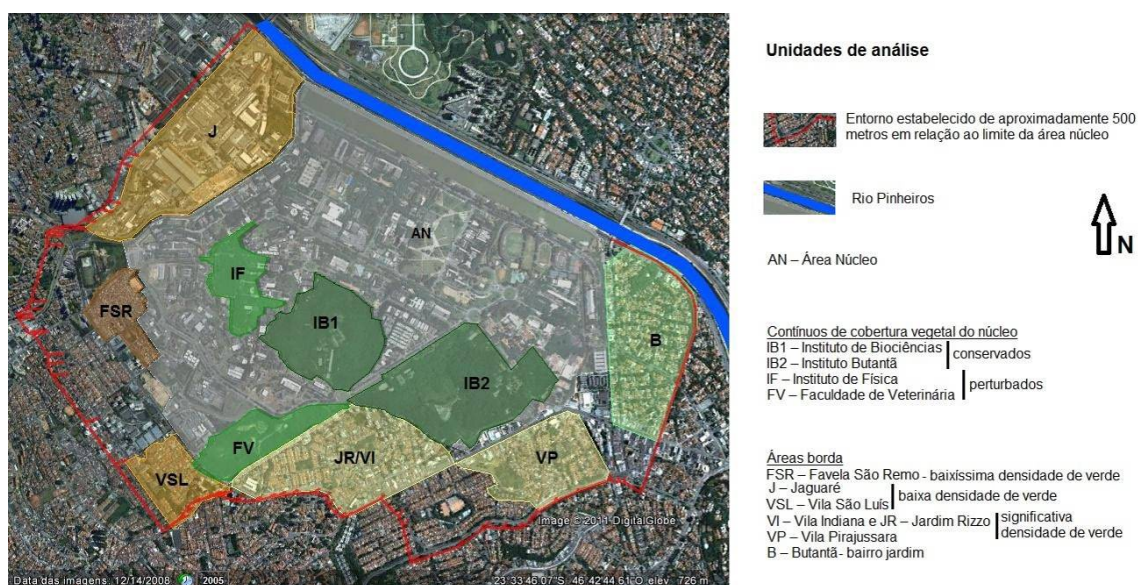 J
AN
IF
FSR
IB1
B
IB2
FV
JR/VI
VP
VSL
Image © 2011 DigitalGlobe
Data das imagens: 12/14/2008 2005 23°33'46.07"S 46°42'44.61"O elev 726 m
Unidades de análise
Entorno estabelecido de aproximadamente 500
metros em relação ao limite da área núcleo
Rio Pinheiros
N
AN – Área Núcleo
Contínuos de cobertura vegetal do núcleo
IB1 – Instituto de Biociências
IB2 – Instituto Butantã
conservados
IF – Instituto de Física
FV – Faculdade de Veterinária
perturbados
Áreas borda
FSR – Favela São Remo - baixíssima densidade de verde
J – Jaguaré
VSL – Vila São Luís
baixa densidade de verde
VI – Vila Indiana e JR – Jardim Rizzo
VP – Vila Pirajussara
significativa
densidade de verde
B – Butantã - bairro jardim